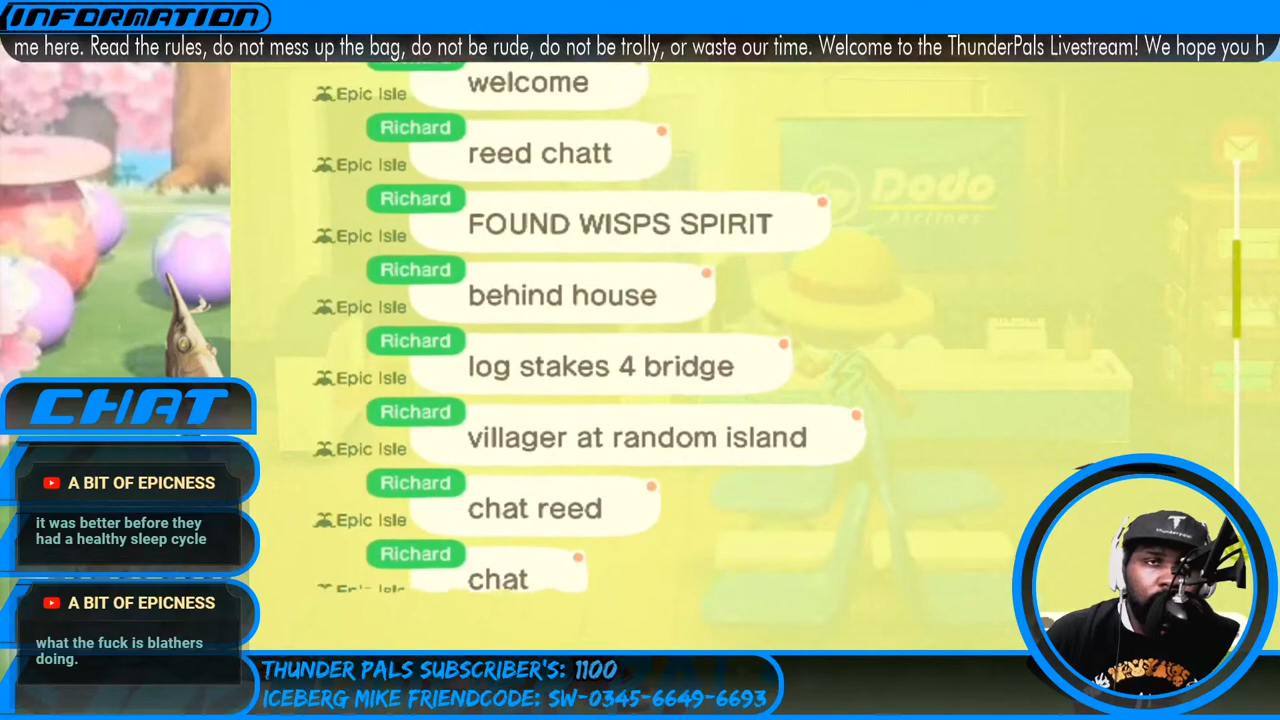 INFORMATION
me here. Read the rules, do not mess up the bag, do not be rude, do not be trolly, or waste our time. Welcome to the ThunderPals Livestream! We hope you h
welcome
Epic Isle
Richard
reed chatt
Epic Isle
Richard
FOUND WISPS SPIRIT
Epic Isle
Richard
behind house
Epic Isle
Richard
log stakes 4 bridge
Epic Isle
Richard
villager at random island
Epic Isle
Richard
chat reed
Epic Isle
Richard
chat
Dodo
Airlines
CHAT
A BIT OF EPICNESS
it was better before they
had a healthy sleep cycle
A BIT OF EPICNESS
what the fuck is blathers
doing.
THUNDER PALS SUBSCRIBER'S: 1100
ICEBERG MIKE FRIENDCODE: SW-0345-6649-6693